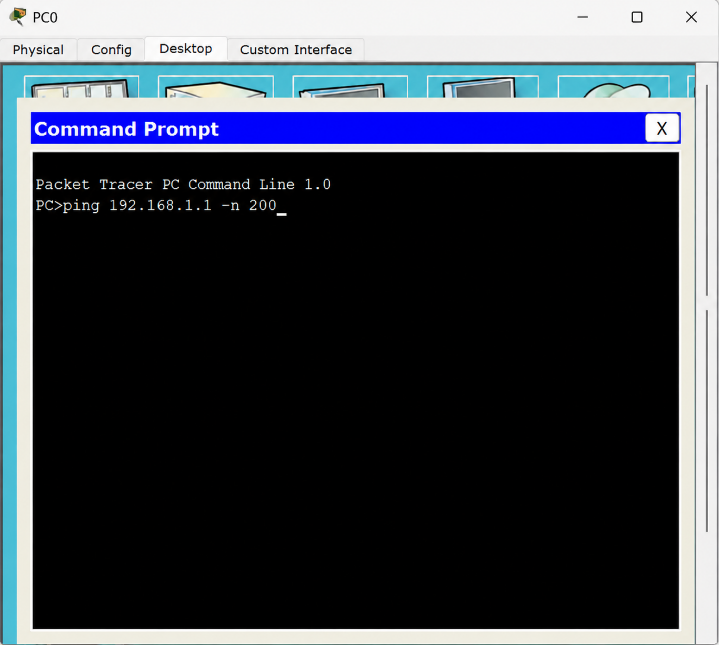 PC0
Physical Config Desktop Custom Interface
Command Prompt
X
Packet Tracer PC Command Line 1.0
PC>ping 192.168.1.1 -n 200_